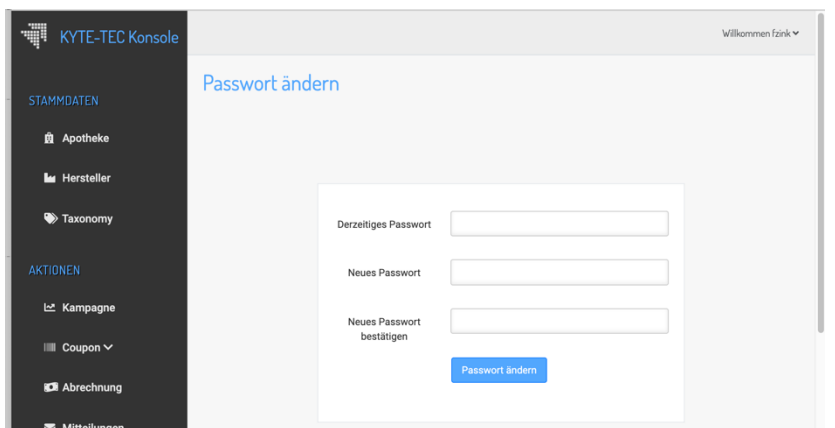 KYTE-TEC Konsole
Willkommen fzink
Passwort ändern
STAMMDATEN
Apotheke
Hersteller
Taxonomy
AKTIONEN
Kampagne
Coupon
Abrechnung
Mitteilungen
Derzeitiges Passwort
Neues Passwort
Neues Passwort
bestätigen
Passwort ändern